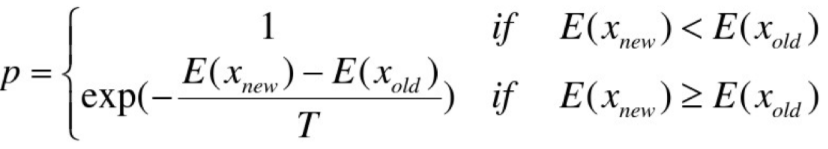 p = { 1 if E(x_new) < E(x_old)
exp(- (E(x_new) − E(x_old)) / T) if E(x_new) ≥ E(x_old)